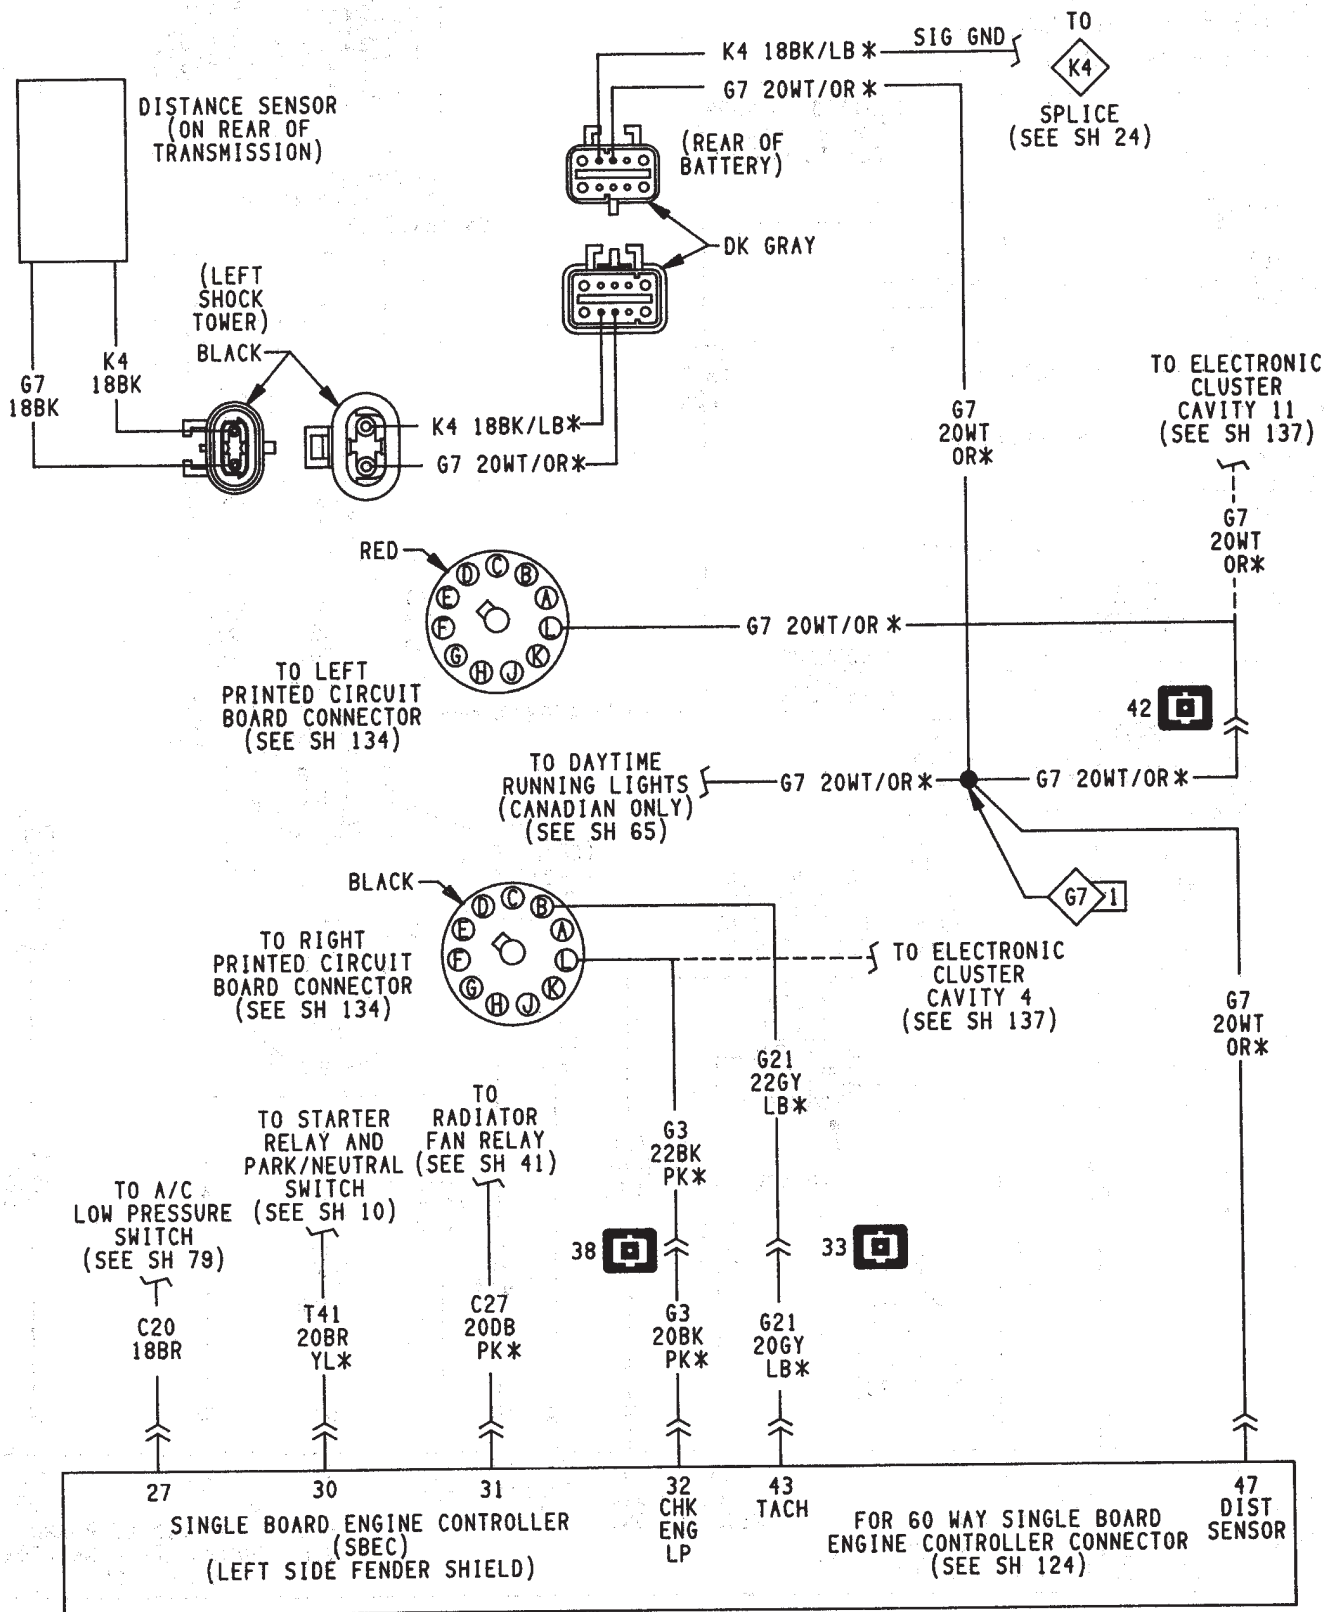 TO
K4 18BK/LB*
SIG GND
K4
G7 20WT/OR*
SPLICE
(SEE SH 24)
DISTANCE SENSOR
(ON REAR OF
TRANSMISSION)
(REAR OF
BATTERY)
DK GRAY
(LEFT
SHOCK
TOWER)
BLACK
K4
18BK
G7
18BK
K4 18BK/LB*
G7 20WT/OR*
G7
20WT
OR*
TO ELECTRONIC
CLUSTER
CAVITY 11
(SEE SH 137)
G7
20WT
OR*
RED
C
D
B
E
A
F
L
G
K
H
J
G7 20WT/OR*
TO LEFT
PRINTED CIRCUIT
BOARD CONNECTOR
(SEE SH 134)
42
TO DAYTIME
RUNNING LIGHTS
(CANADIAN ONLY)
(SEE SH 65)
G7 20WT/OR*
G7 20WT/OR*
BLACK
C
D
B
E
A
F
L
G
K
H
J
G7
1
TO RIGHT
PRINTED CIRCUIT
BOARD CONNECTOR
(SEE SH 134)
TO ELECTRONIC
CLUSTER
CAVITY 4
(SEE SH 137)
G7
20WT
OR*
G21
22GY
LB*
G3
22BK
PK*
TO
RADIATOR
FAN RELAY
(SEE SH 41)
TO STARTER
RELAY AND
PARK/NEUTRAL
SWITCH
(SEE SH 10)
TO A/C
LOW PRESSURE
SWITCH
(SEE SH 79)
38
33
C20
18BR
T41
20BR
YL*
C27
20DB
PK*
G3
20BK
PK*
G21
20GY
LB*
27
30
31
32
CHK
ENG
LP
43
TACH
47
DIST
SENSOR
SINGLE BOARD ENGINE CONTROLLER
(SBEC)
(LEFT SIDE FENDER SHIELD)
FOR 60 WAY SINGLE BOARD
ENGINE CONTROLLER CONNECTOR
(SEE SH 124)